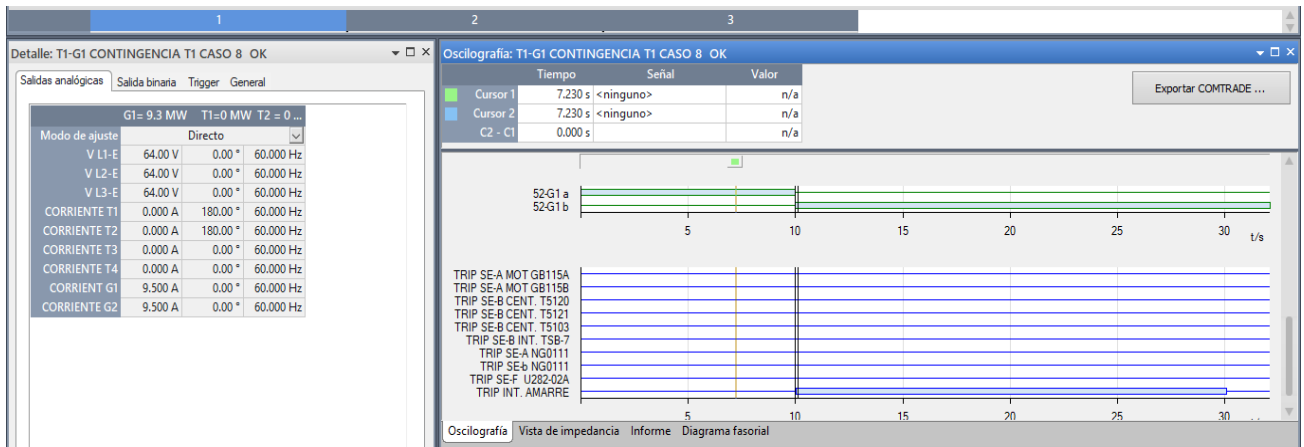 1 2 3
Detalle: T1-G1 CONTINGENCIA T1 CASO 8 OK
Salidas analógicas Salida binaria Trigger General
G1= 9.3 MW T1=0 MW T2 = 0 ...
Modo de ajuste Directo
V L1-E 64.00 V 0.00 ° 60.000 Hz
V L2-E 64.00 V 0.00 ° 60.000 Hz
V L3-E 64.00 V 0.00 ° 60.000 Hz
CORRIENTE T1 0.000 A 180.00 ° 60.000 Hz
CORRIENTE T2 0.000 A 180.00 ° 60.000 Hz
CORRIENTE T3 0.000 A 0.00 ° 60.000 Hz
CORRIENTE T4 0.000 A 0.00 ° 60.000 Hz
CORRIENT G1 9.500 A 0.00 ° 60.000 Hz
CORRIENTE G2 9.500 A 0.00 ° 60.000 Hz
Oscilografía: T1-G1 CONTINGENCIA T1 CASO 8 OK
Tiempo Señal Valor
Cursor 1 7.230 s <ninguno> n/a
Cursor 2 7.230 s <ninguno> n/a
C2 - C1 0.000 s n/a
Exportar COMTRADE ...
52-G1 a
52-G1 b
5 10 15 20 25 30 t/s
TRIP SE-A MOT GB115A
TRIP SE-A MOT GB115B
TRIP SE-B CENT. T5120
TRIP SE-B CENT. T5121
TRIP SE-B CENT. T5103
TRIP SE-B INT. TSB-7
TRIP SE-A NG0111
TRIP SE-b NG0111
TRIP SE-F U282-02A
TRIP INT. AMARRE
5 10 15 20 25 30 t/s
Oscilografía Vista de impedancia Informe Diagrama fasorial